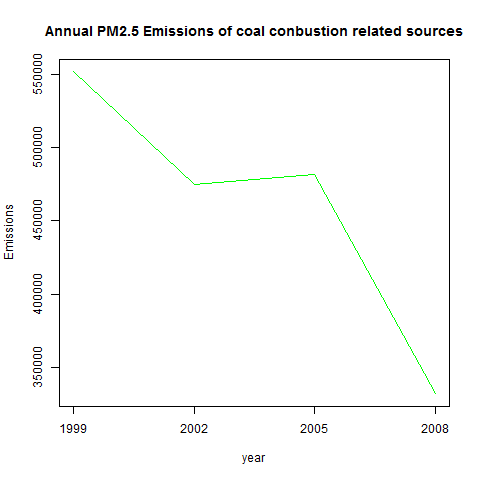 Annual PM2.5 Emissions of coal conbustion related sources
550000
500000
450000
400000
350000
Emissions
1999 2002 2005 2008
year